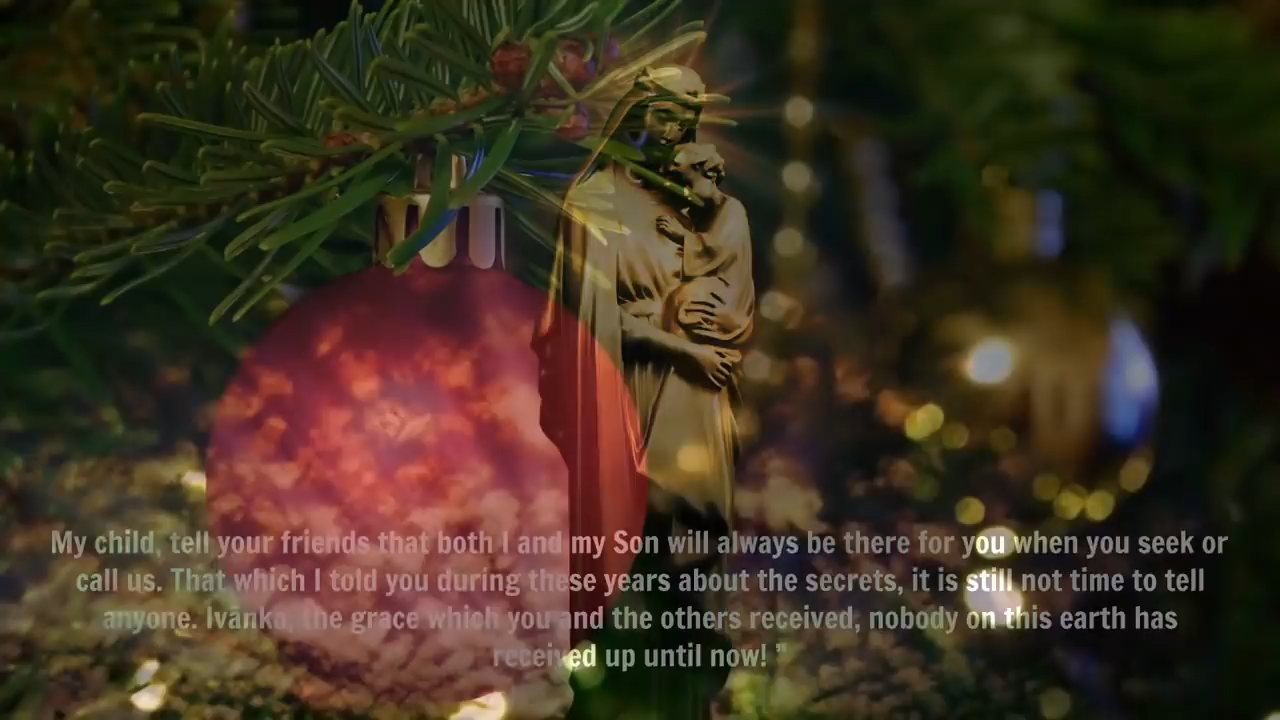 My child, tell your friends that both I and my Son will always be there for you when you seek or
call us. That which I told you during these years about the secrets, it is still not time to tell
anyone. Ivanka, the grace which you and the others received, nobody on this earth has
received up until now! "